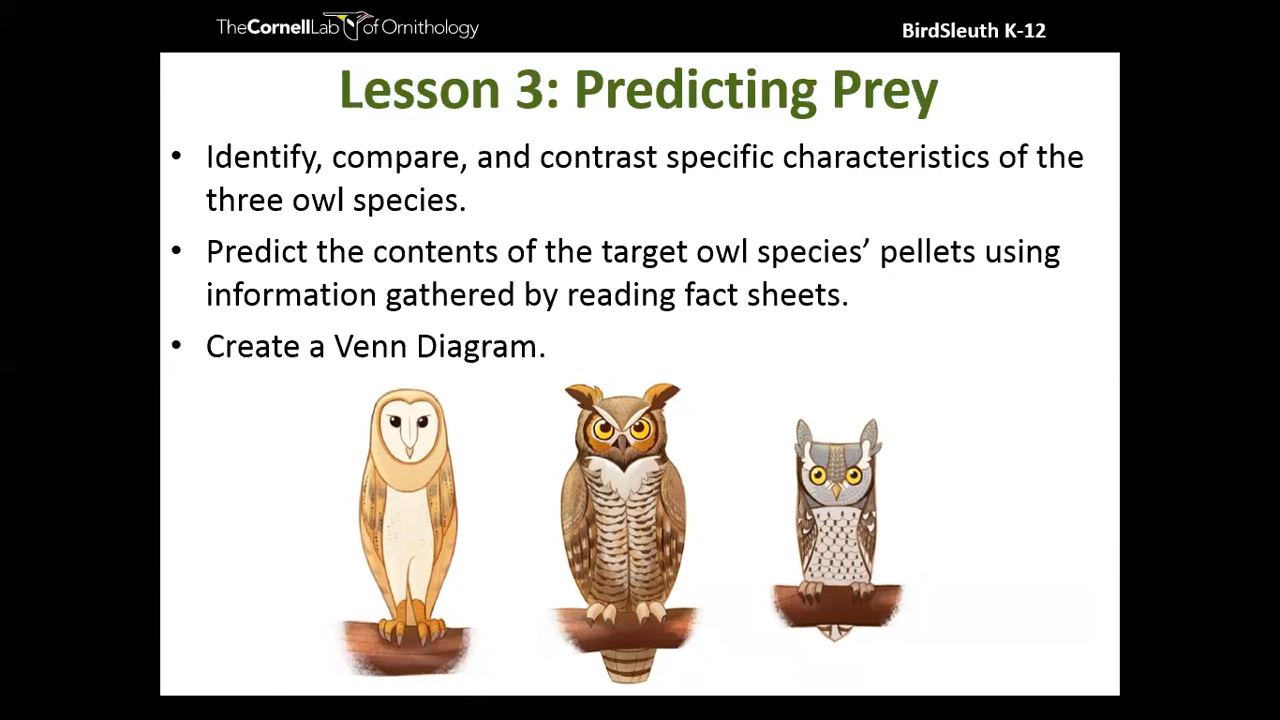 TheCornellLab of Ornithology
BirdSleuth K-12
Lesson 3: Predicting Prey
• Identify, compare, and contrast specific characteristics of the
three owl species.
• Predict the contents of the target owl species’ pellets using
information gathered by reading fact sheets.
• Create a Venn Diagram.